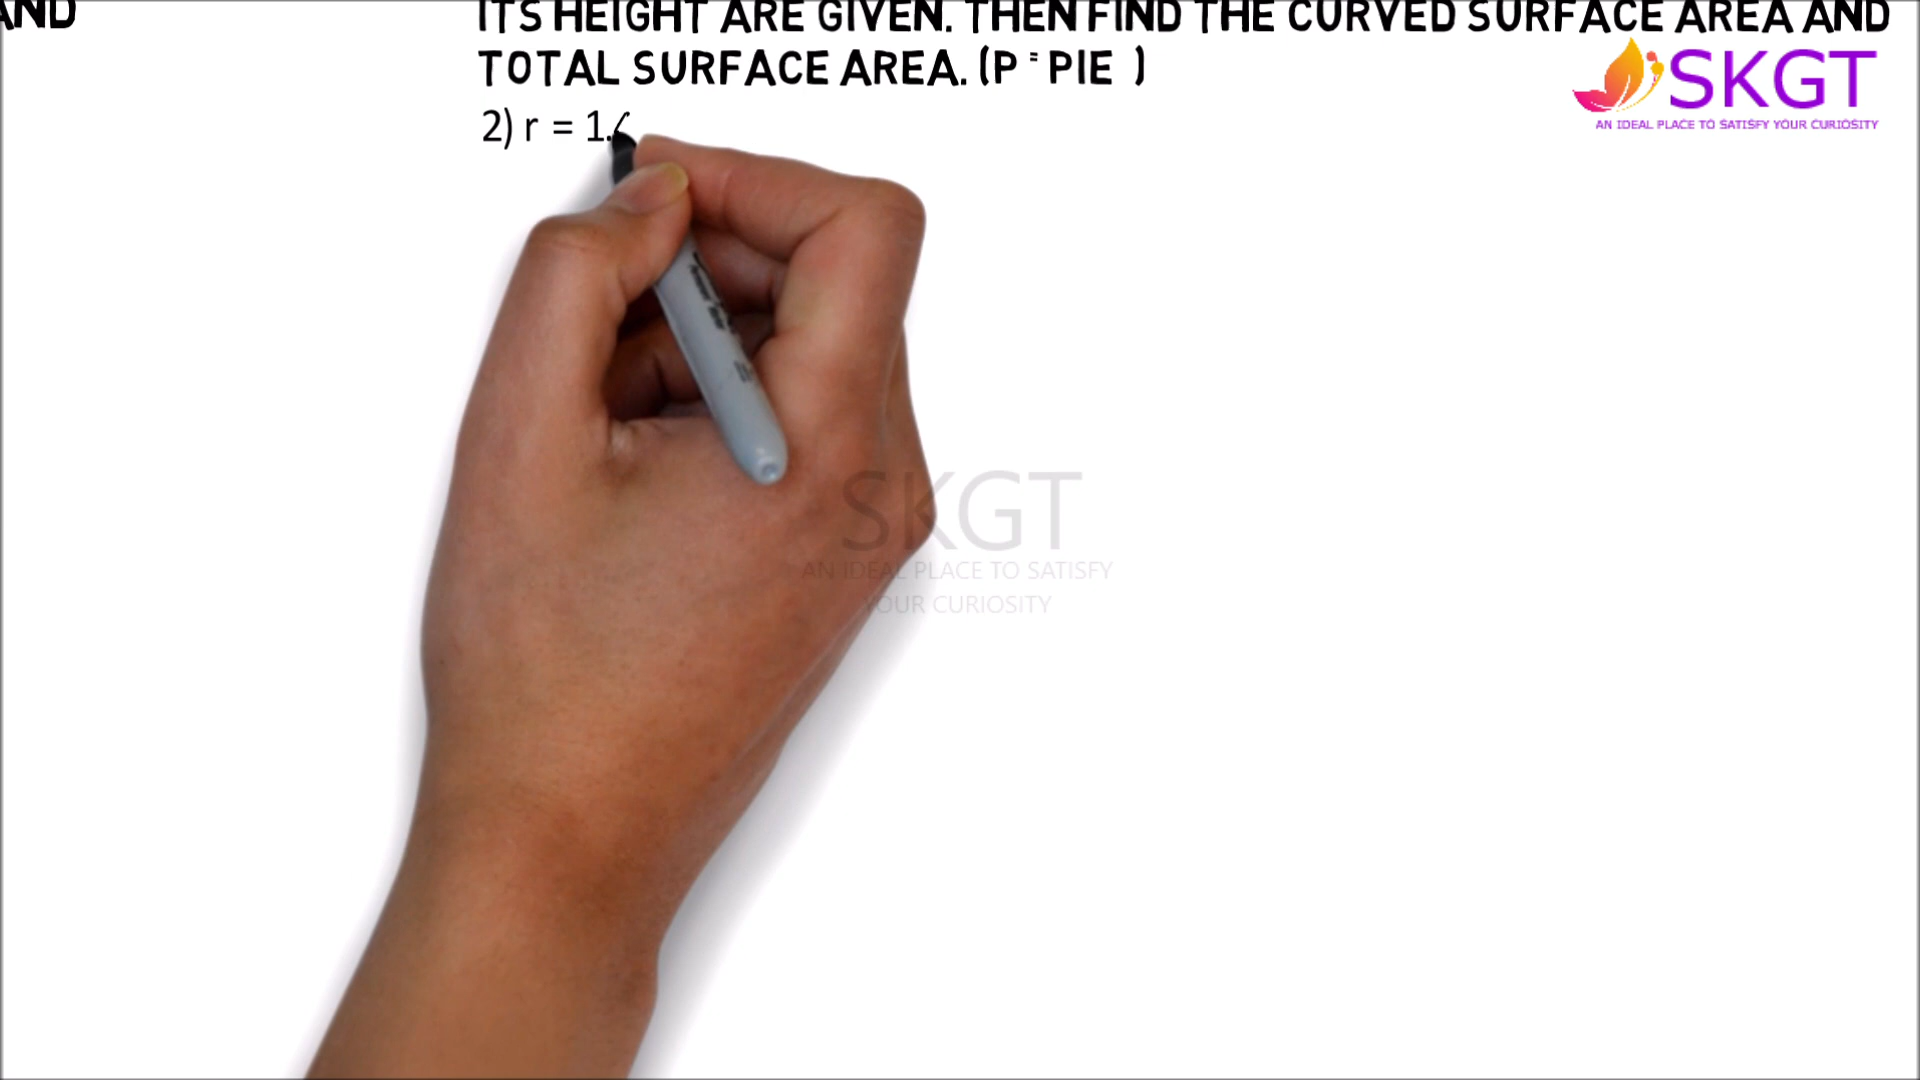 AND
ITS HEIGHT ARE GIVEN. THEN FIND THE CURVED SURFACE AREA AND
TOTAL SURFACE AREA. (P = PIE )
SKGT
AN IDEAL PLACE TO SATISFY YOUR CURIOSITY
2) r = 1.
SKGT
AN IDEAL PLACE TO SATISFY
YOUR CURIOSITY